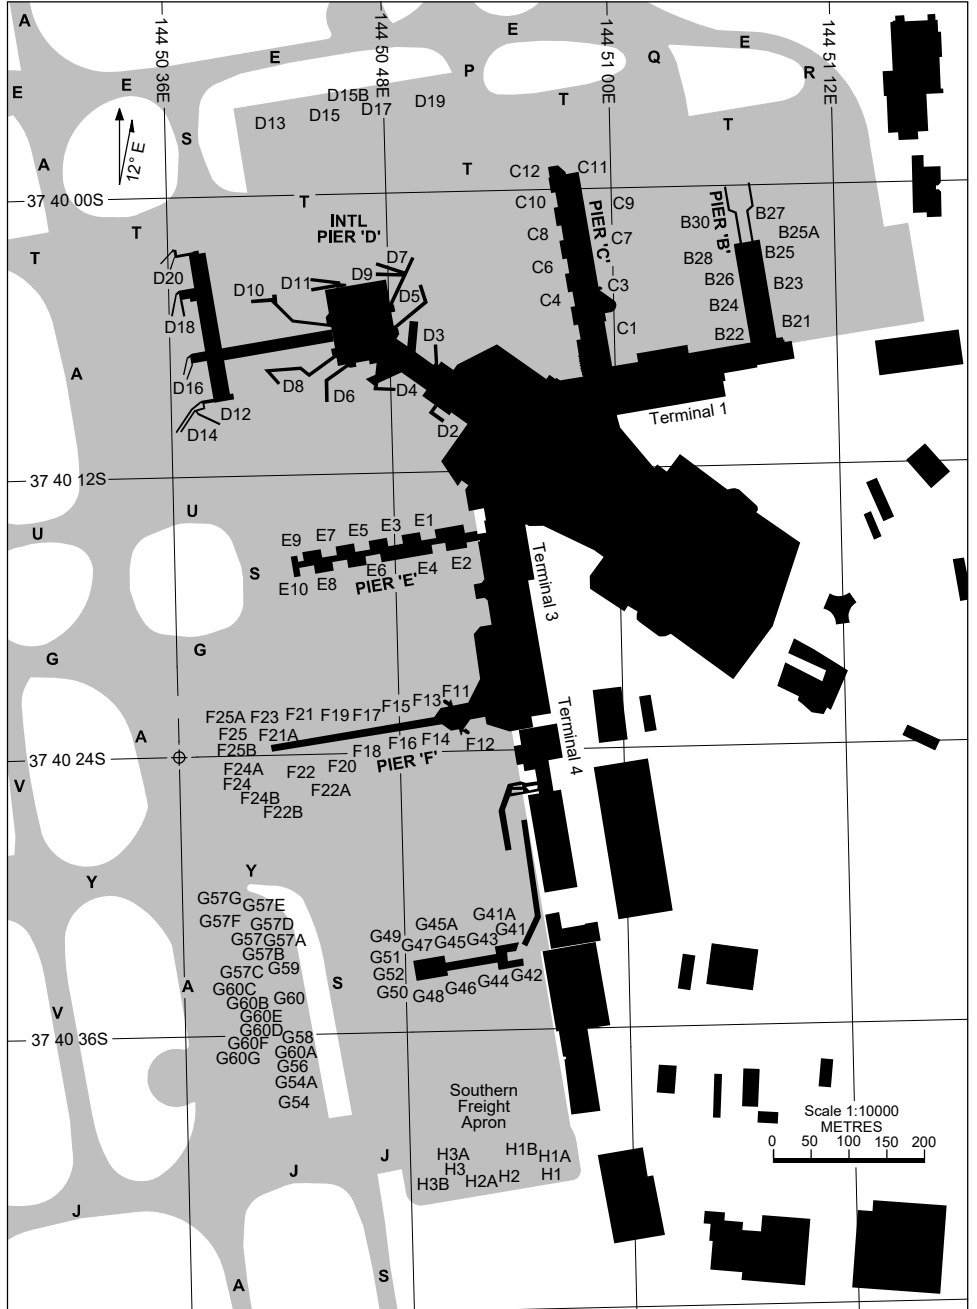 A
E
E
E
144 50 36E
144 50 48E
144 51 00E
144 51 12E
P
Q
R
E
E
D15B
D19
D17
D15
D13
T
T
S
12° E
A
T
C12
C11
37 40 00S
T
C10
C9
PIER 'C'
PIER 'B'
B27
INTL
PIER 'D'
B30
B25A
T
C8
C7
T
D7
B28
B25
D9
C6
D20
D11
C3
B26
B23
D10
D5
C4
B24
D18
C1
B21
D3
B22
A
D16
D8
D6
D4
D12
Terminal 1
D14
D2
37 40 12S
U
U
E9
E7
E5
E3
E1
Terminal 3
S
E10
E8
E6
E4
E2
PIER 'E'
G
G
F11
F13
F15
F25A
F23
F21
F19
F17
Terminal 4
A
F25
F21A
F14
F12
F16
F25B
F18
37 40 24S
PIER 'F'
F24A
F22
F20
V
F24
F22A
F24B
F22B
Y
Y
G57G
G57E
G41A
G57F
G57D
G45A
G41
G57
G57A
G49
G47
G45
G43
G57B
G51
G57C
G59
G52
G42
A
S
G60C
G50
G48
G46
G44
G60B
G60
V
G60E
G60D
37 40 36S
G60F
G58
G60G
G60A
G56
G54A
G54
Southern
Freight
Apron
Scale 1:10000
METRES
0 50 100 150 200
H1B
H3A
H1A
J
J
H3
H2
H1
H3B
H2A
J
A
S